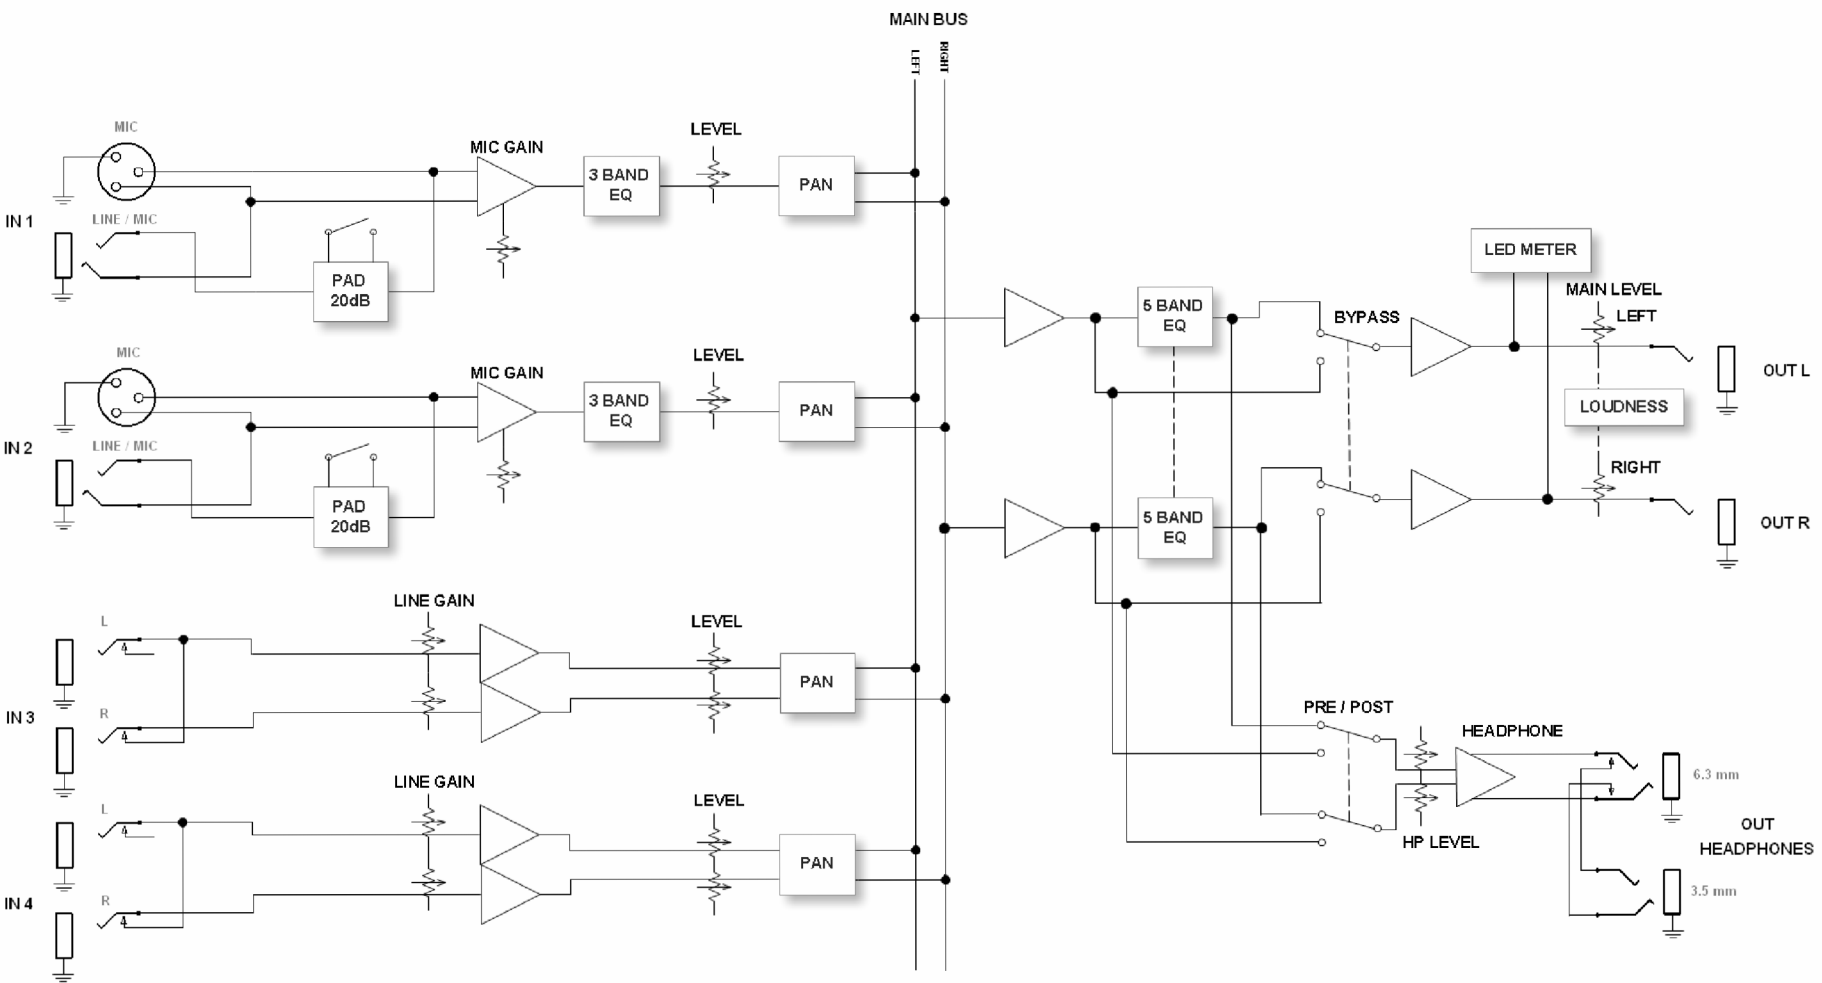 MAIN BUS
LEFT
RIGHT
MIC
MIC GAIN
3 BAND
EQ
LEVEL
PAN
IN 1
LINE / MIC
PAD
20dB
MIC
MIC GAIN
3 BAND
EQ
LEVEL
PAN
IN 2
LINE / MIC
PAD
20dB
L
LINE GAIN
LEVEL
PAN
IN 3
R
L
LINE GAIN
LEVEL
PAN
IN 4
R
5 BAND
EQ
BYPASS
LED METER
MAIN LEVEL
LEFT
OUT L
LOUDNESS
RIGHT
5 BAND
EQ
OUT R
PRE / POST
HEADPHONE
HP LEVEL
6.3 mm
OUT
HEADPHONES
3.5 mm